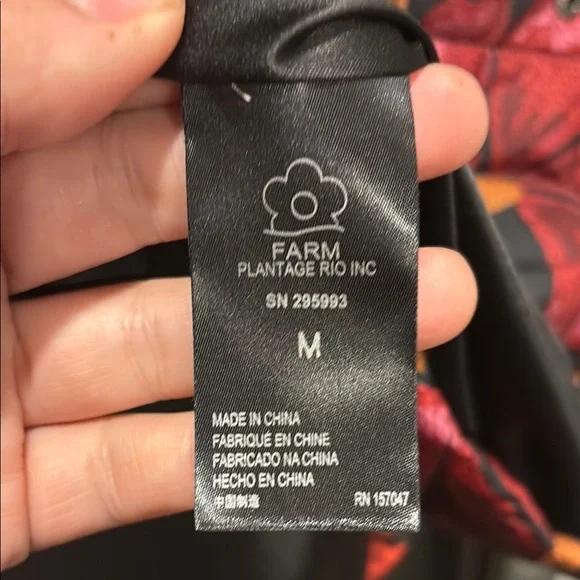 FARM
PLANTAGE RIO INC
SN 295993
M
MADE IN CHINA
FABRIQUÉ EN CHINE
FABRICADO NA CHINA
HECHO EN CHINA
中国制造
RN 157047